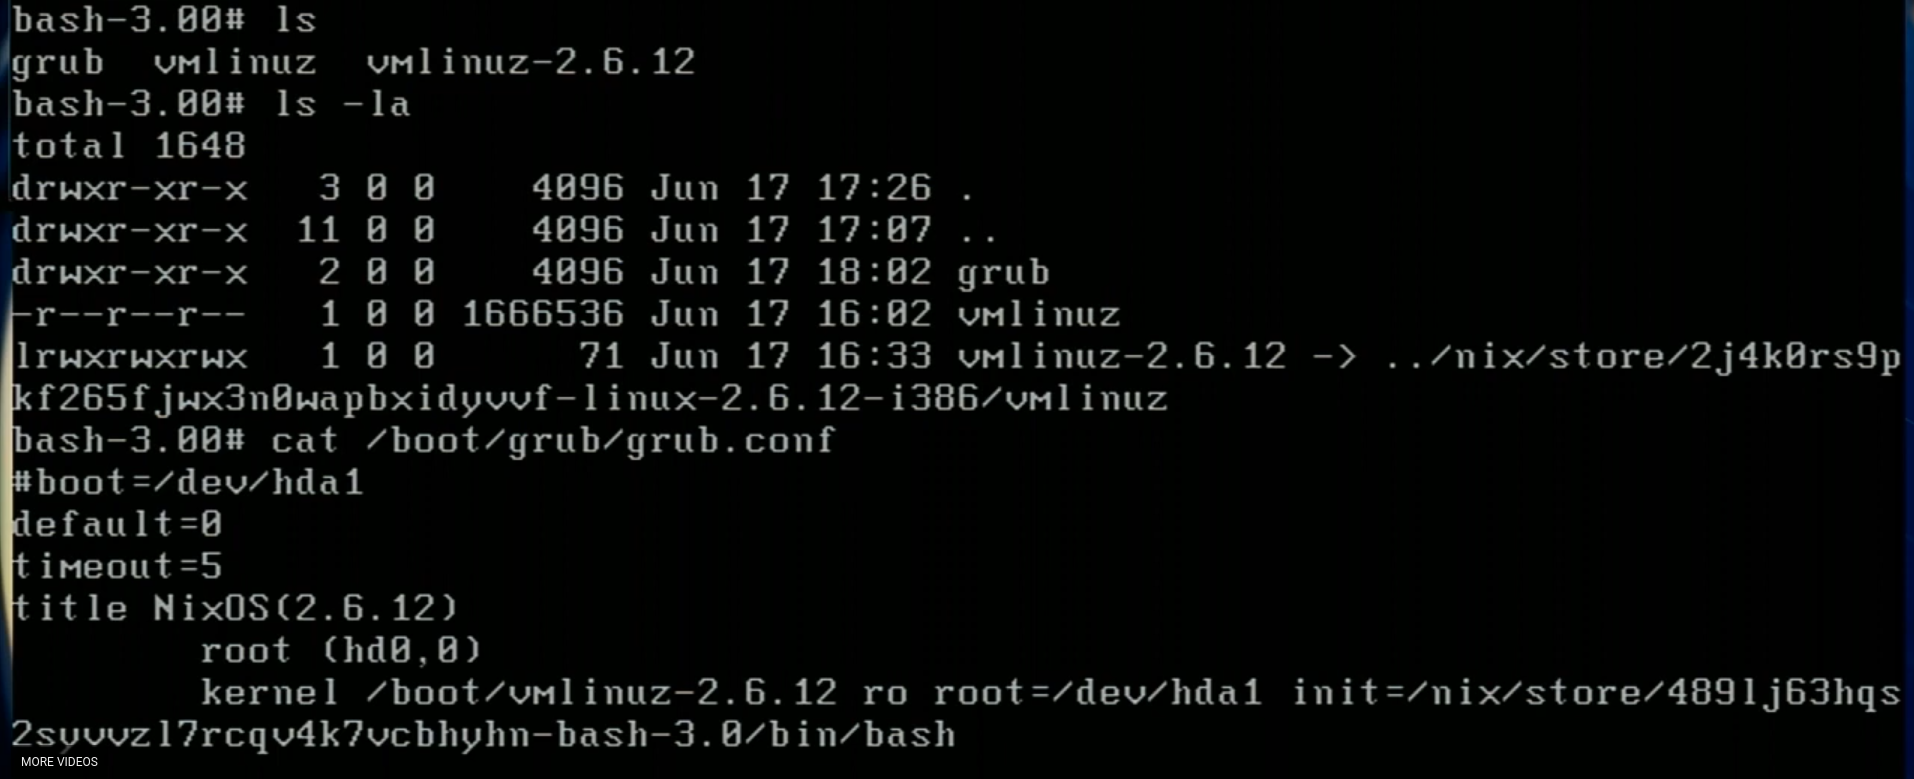 bash-3.00# ls
grub  vmlinuz  vmlinuz-2.6.12
bash-3.00# ls -la
total 1648
drwxr-xr-x   3 0 0    4096 Jun 17 17:26 .
drwxr-xr-x  11 0 0    4096 Jun 17 17:07 ..
drwxr-xr-x   2 0 0    4096 Jun 17 18:02 grub
-r--r--r--   1 0 0 1666536 Jun 17 16:02 vmlinuz
lrwxrwxrwx   1 0 0      71 Jun 17 16:33 vmlinuz-2.6.12 -> ../nix/store/2j4k0rs9p
kf265fjwx3n0wapbxidyvvf-linux-2.6.12-i386/vmlinuz
bash-3.00# cat /boot/grub/grub.conf
#boot=/dev/hda1
default=0
timeout=5
title NixOS(2.6.12)
        root (hd0,0)
        kernel /boot/vmlinuz-2.6.12 ro root=/dev/hda1 init=/nix/store/489lj63hqs
2syvvzl7rcqv4k7vcbhyhn-bash-3.0/bin/bash
MORE VIDEOS